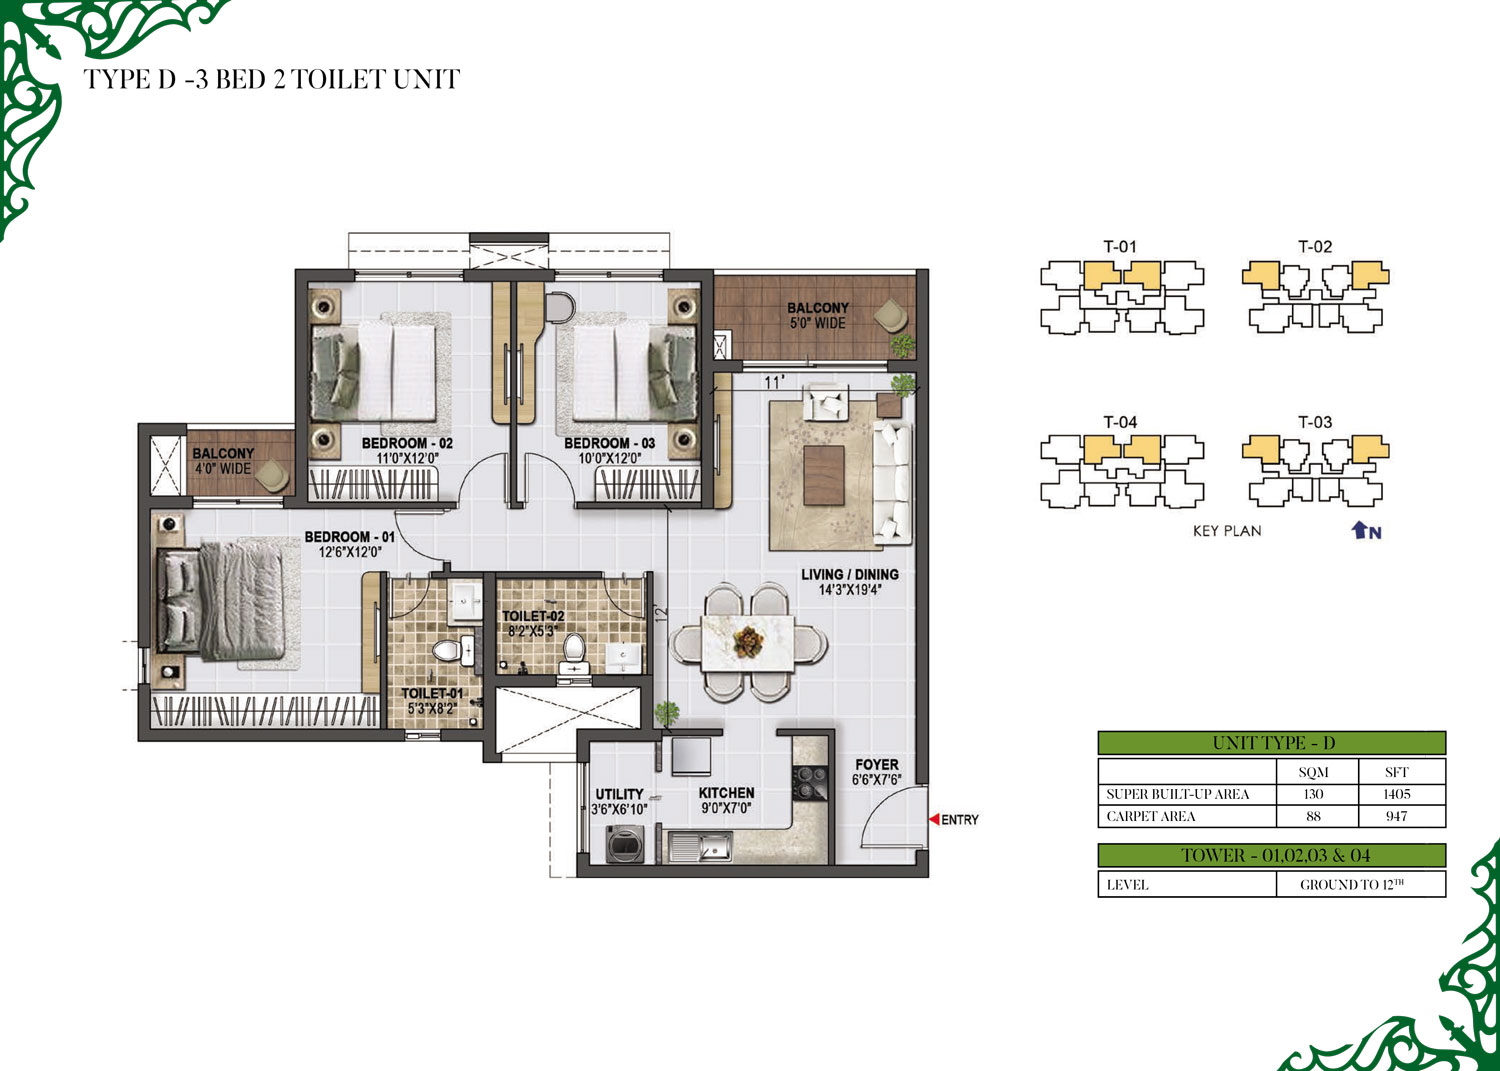 TYPE D -3 BED 2 TOILET UNIT
BALCONY
5'0" WIDE
11'
BEDROOM - 02
11'0"X12'0"
BEDROOM - 03
10'0"X12'0"
BALCONY
4'0" WIDE
BEDROOM - 01
12'6"X12'0"
LIVING / DINING
14'3"X19'4"
12'
TOILET-02
8'2"X5'3"
TOILET-01
5'3"X8'2"
FOYER
6'6"X7'6"
UTILITY
3'6"X6'10"
KITCHEN
9'0"X7'0"
ENTRY
T-01
T-02
T-04
T-03
KEY PLAN
N
UNIT TYPE - D
SQM SFT
SUPER BUILT-UP AREA 130 1405
CARPET AREA 88 947
TOWER - 01,02,03 & 04
LEVEL GROUND TO 12TH